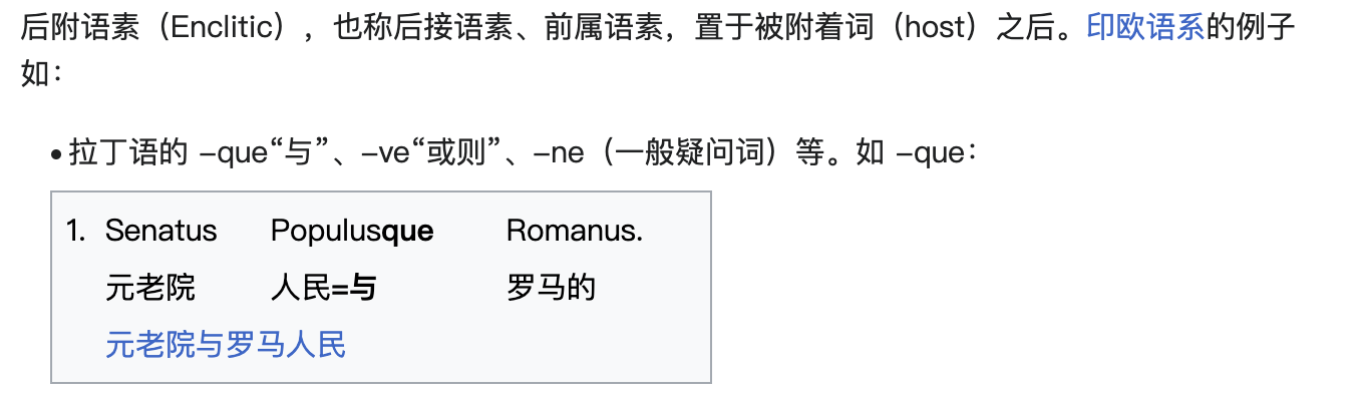 后附语素（Enclitic），也称后接语素、前属语素，置于被附着词（host）之后。印欧语系的例子
如：
•拉丁语的 –que“与”、–ve“或则”、–ne（一般疑问词）等。如 –que：
1. Senatus Populusque Romanus.
元老院 人民=与 罗马的
元老院与罗马人民